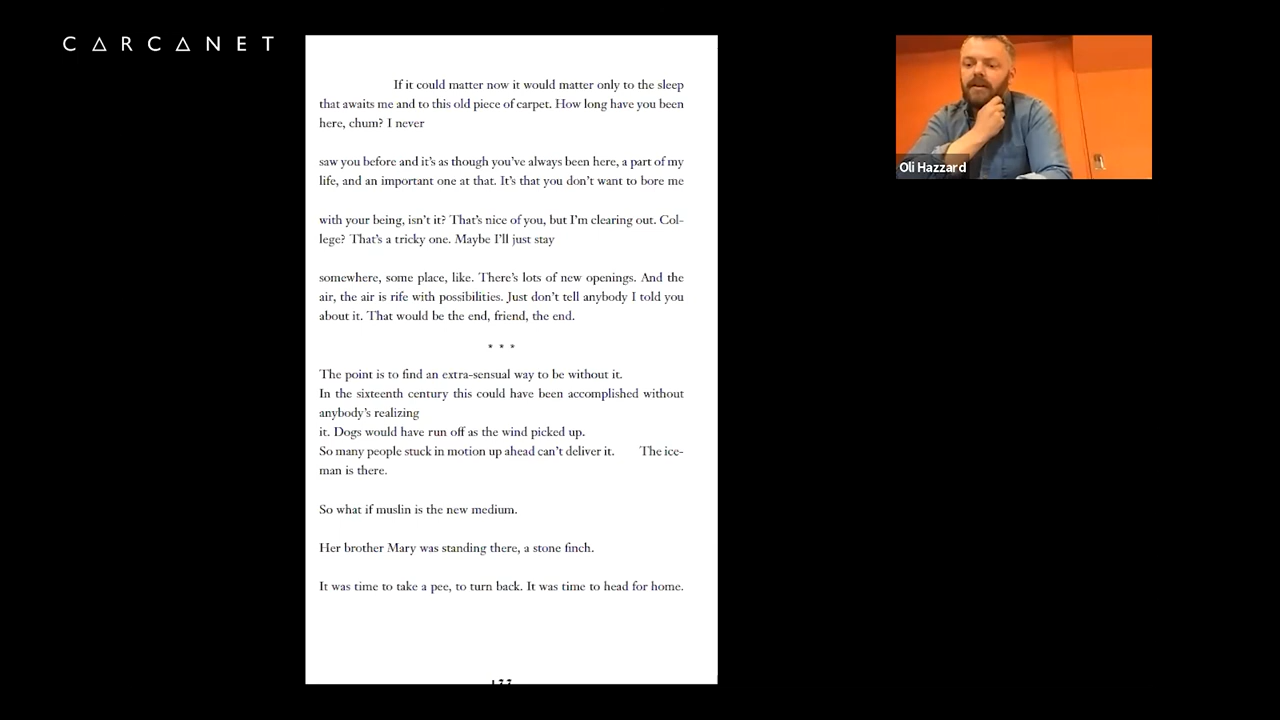 CARCANET
If it could matter now it would matter only to the sleep
that awaits me and to this old piece of carpet. How long have you been
here, chum? I never
saw you before and it's as though you've always been here, a part of my
life, and an important one at that. It's that you don't want to bore me
with your being, isn't it? That's nice of you, but I'm clearing out. Col-
lege? That's a tricky one. Maybe I'll just stay
somewhere, some place, like. There's lots of new openings. And the
air, the air is rife with possibilities. Just don't tell anybody I told you
about it. That would be the end, friend, the end.
* * *
The point is to find an extra-sensual way to be without it.
In the sixteenth century this could have been accomplished without
anybody's realizing
it. Dogs would have run off as the wind picked up.
So many people stuck in motion up ahead can't deliver it. The ice-
man is there.
So what if muslin is the new medium.
Her brother Mary was standing there, a stone finch.
It was time to take a pee, to turn back. It was time to head for home.
Oli Hazzard